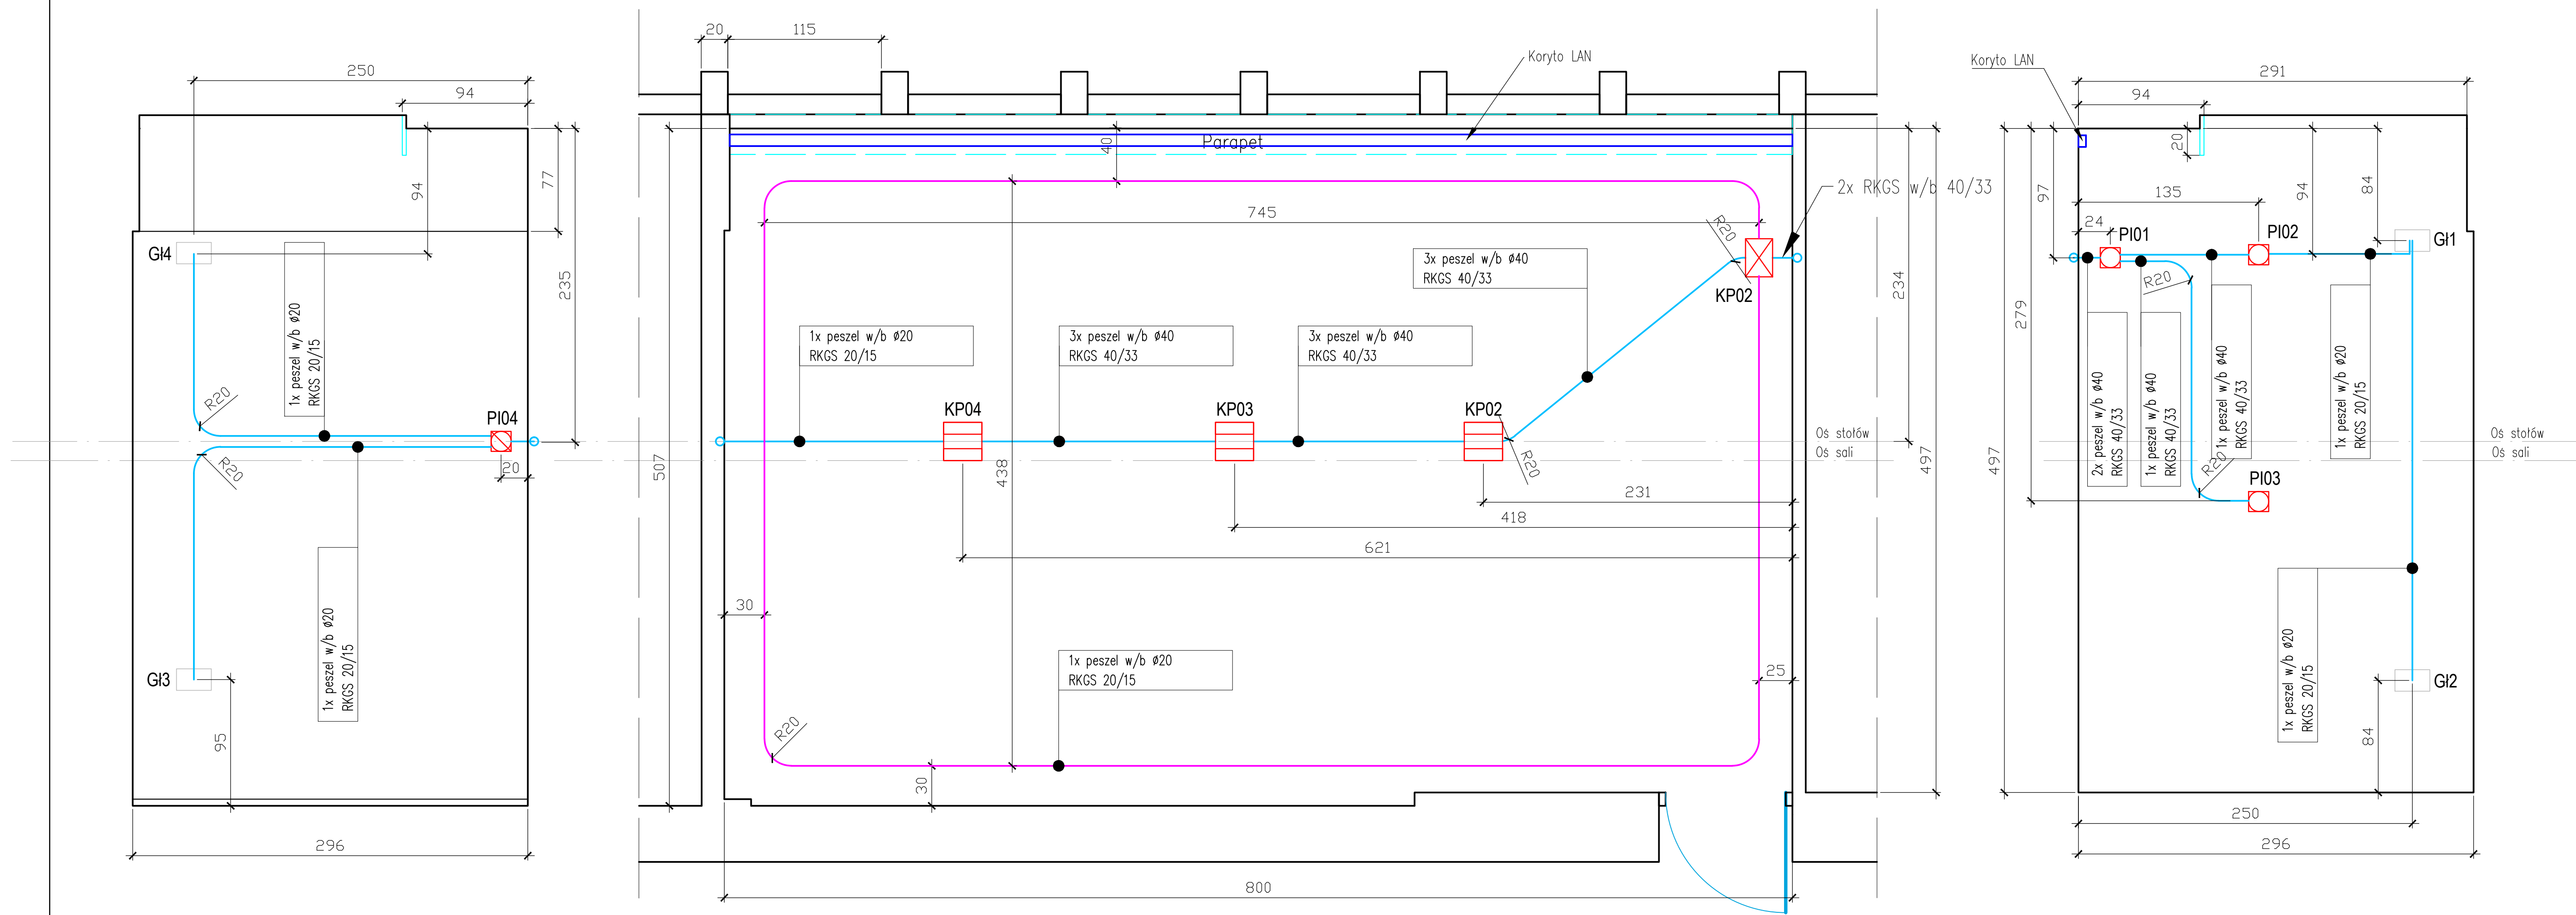 250
94
94
77
235
Gł4
1x peszel w/b ø20
RKGS 20/15
R20
PI04
R20
20
1x peszel w/b ø20
RKGS 20/15
Gł3
95
296
20
115
Koryto LAN
Parapet
40
2x RKGS w/b 40/33
745
R20
3x peszel w/b ø40
RKGS 40/33
KP02
234
1x peszel w/b ø20
RKGS 20/15
3x peszel w/b ø40
RKGS 40/33
3x peszel w/b ø40
RKGS 40/33
KP04
KP03
KP02
Oś stołów
Oś sali
507
438
R20
497
231
418
621
30
1x peszel w/b ø20
RKGS 20/15
25
R20
30
800
Koryto LAN
291
94
20
94
84
97
135
24
PI01
PI02
Gł1
R20
279
2x peszel w/b ø40
RKGS 40/33
1x peszel w/b ø40
RKGS 40/33
1x peszel w/b ø40
RKGS 40/33
1x peszel w/b ø20
RKGS 20/15
Oś stołów
Oś sali
497
R20
PI03
1x peszel w/b ø20
RKGS 20/15
Gł2
84
250
296